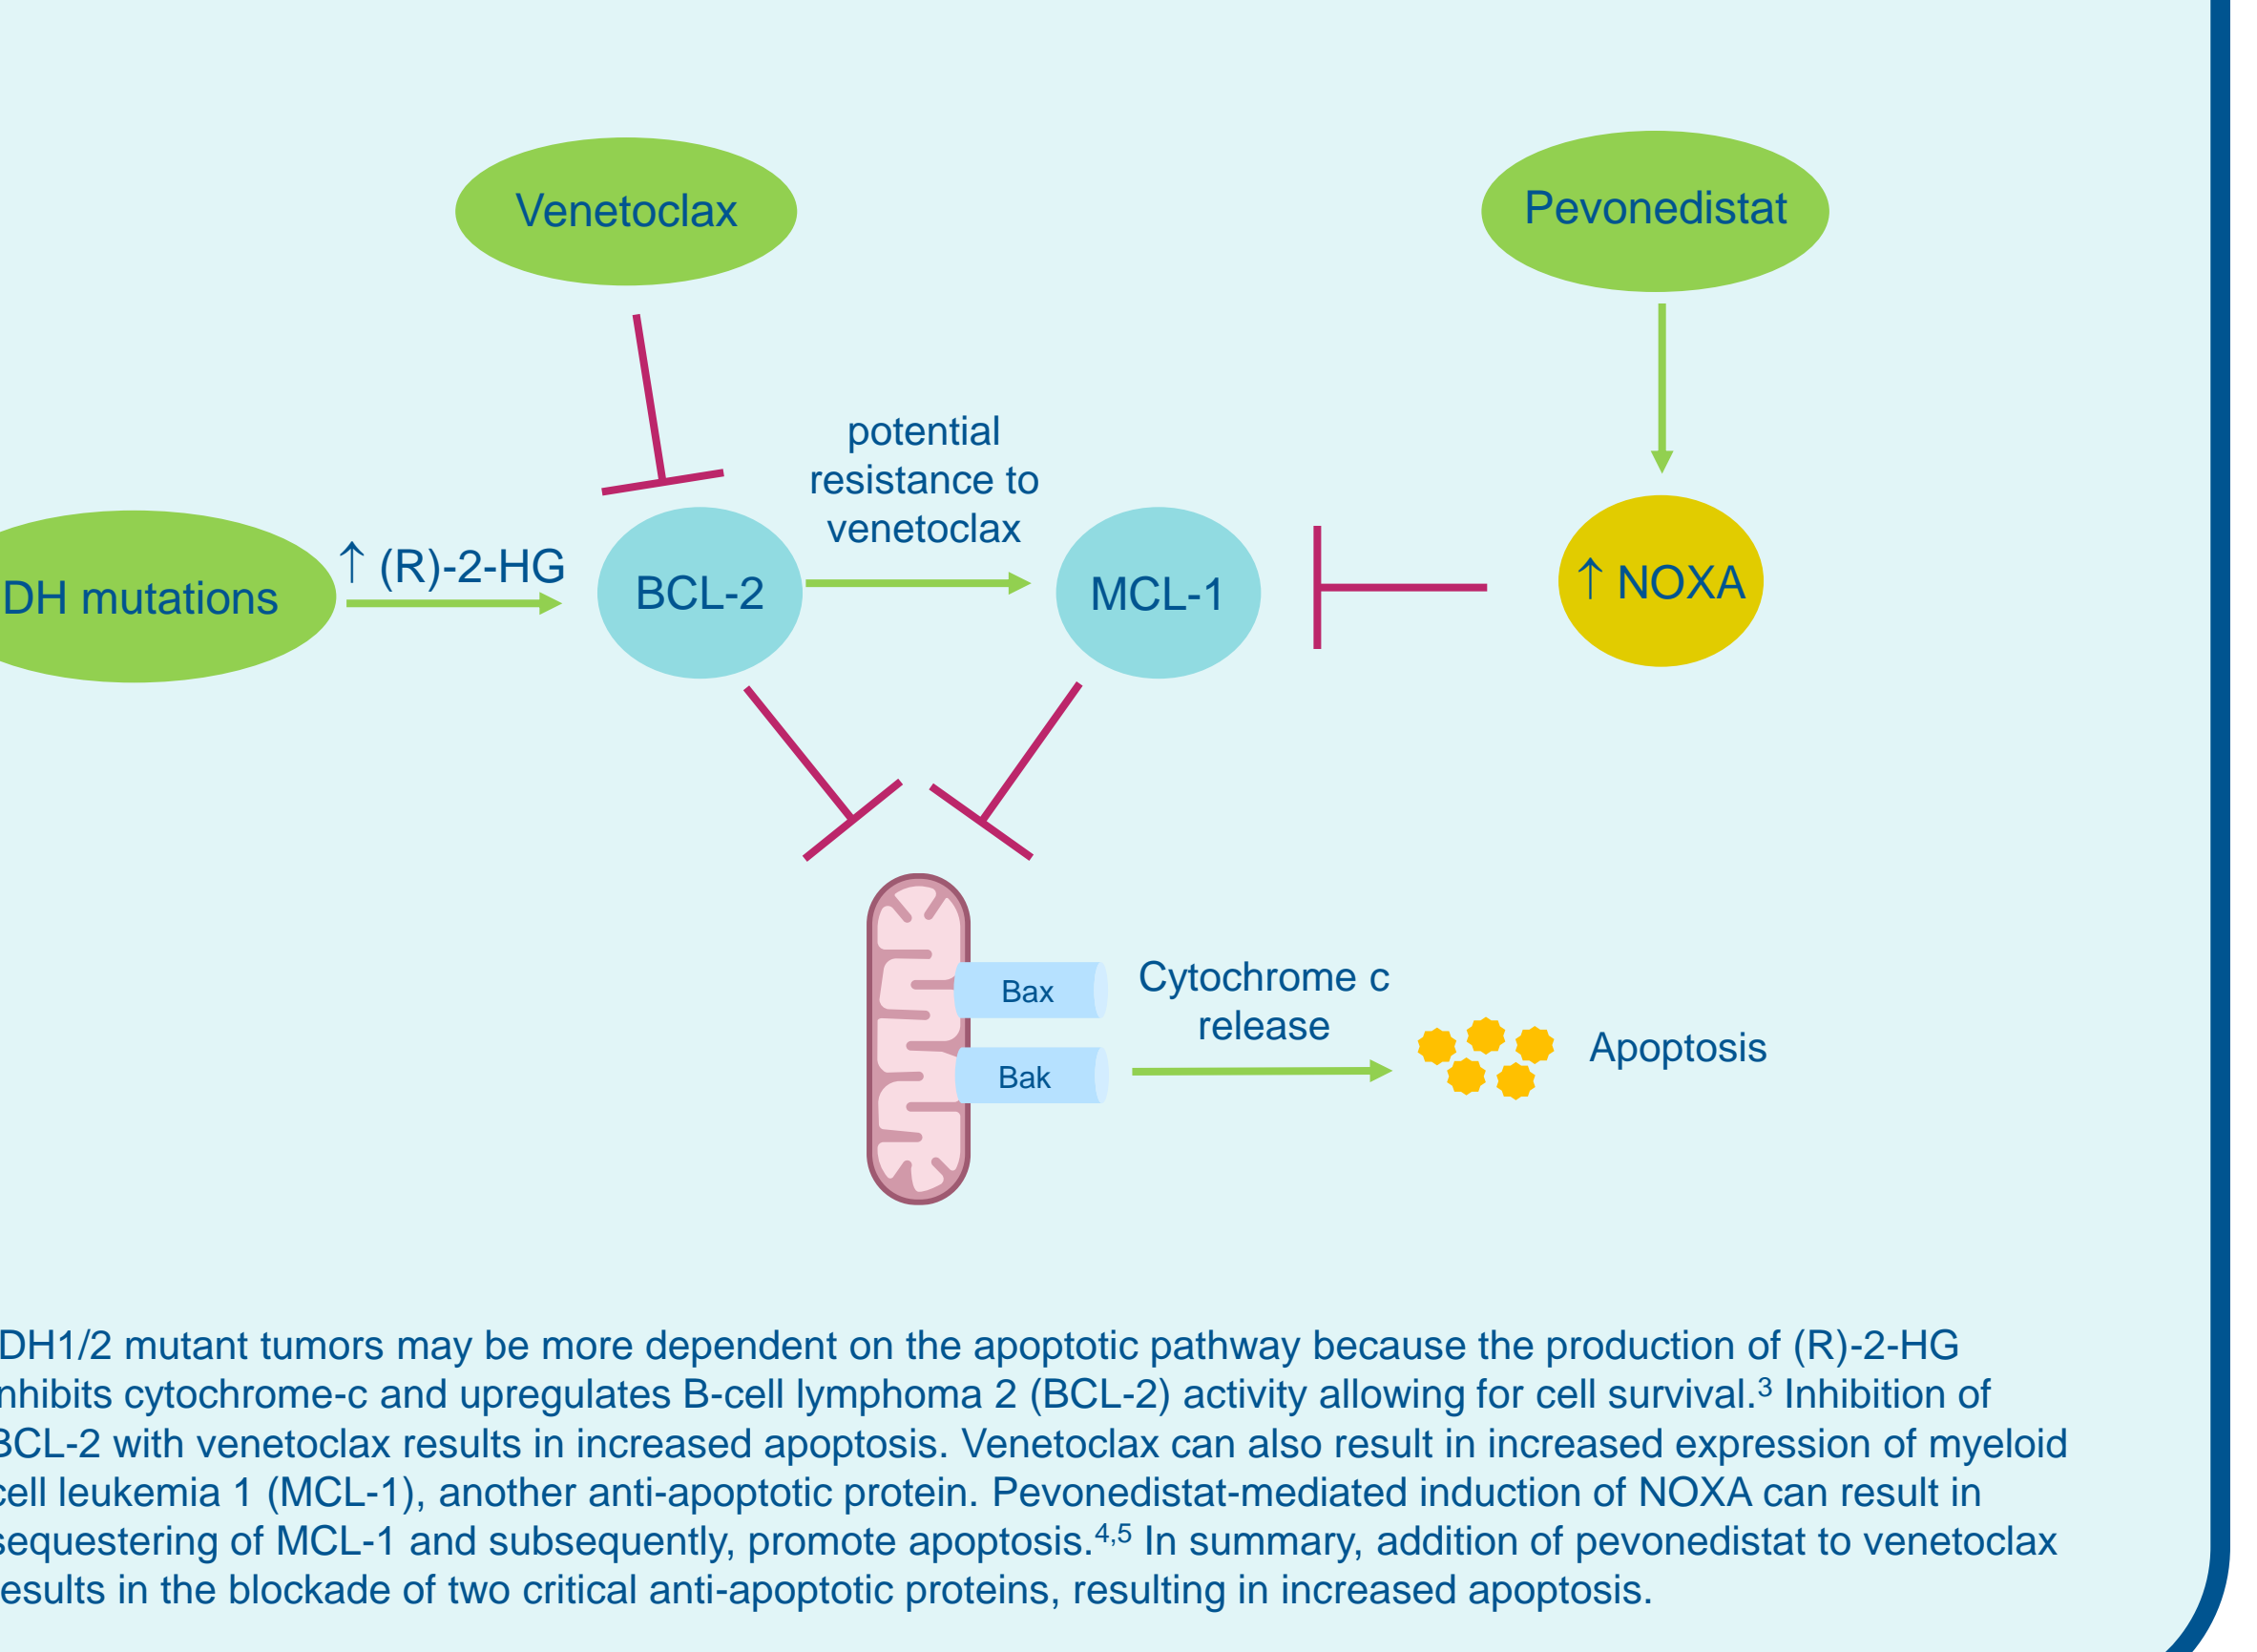 Venetoclax
Pevonedistat
potential
resistance to
venetoclax
DH mutations
↑ (R)-2-HG
BCL-2
MCL-1
↑ NOXA
Bax
Bak
Cytochrome c
release
Apoptosis
DH1/2 mutant tumors may be more dependent on the apoptotic pathway because the production of (R)-2-HG
nhibits cytochrome-c and upregulates B-cell lymphoma 2 (BCL-2) activity allowing for cell survival.³ Inhibition of
BCL-2 with venetoclax results in increased apoptosis. Venetoclax can also result in increased expression of myeloid
cell leukemia 1 (MCL-1), another anti-apoptotic protein. Pevonedistat-mediated induction of NOXA can result in
sequestering of MCL-1 and subsequently, promote apoptosis.⁴,⁵ In summary, addition of pevonedistat to venetoclax
esults in the blockade of two critical anti-apoptotic proteins, resulting in increased apoptosis.